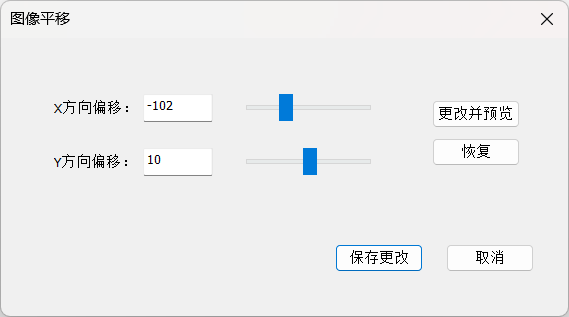 图像平移
X方向偏移： -102
更改并预览
Y方向偏移： 10
恢复
保存更改 取消